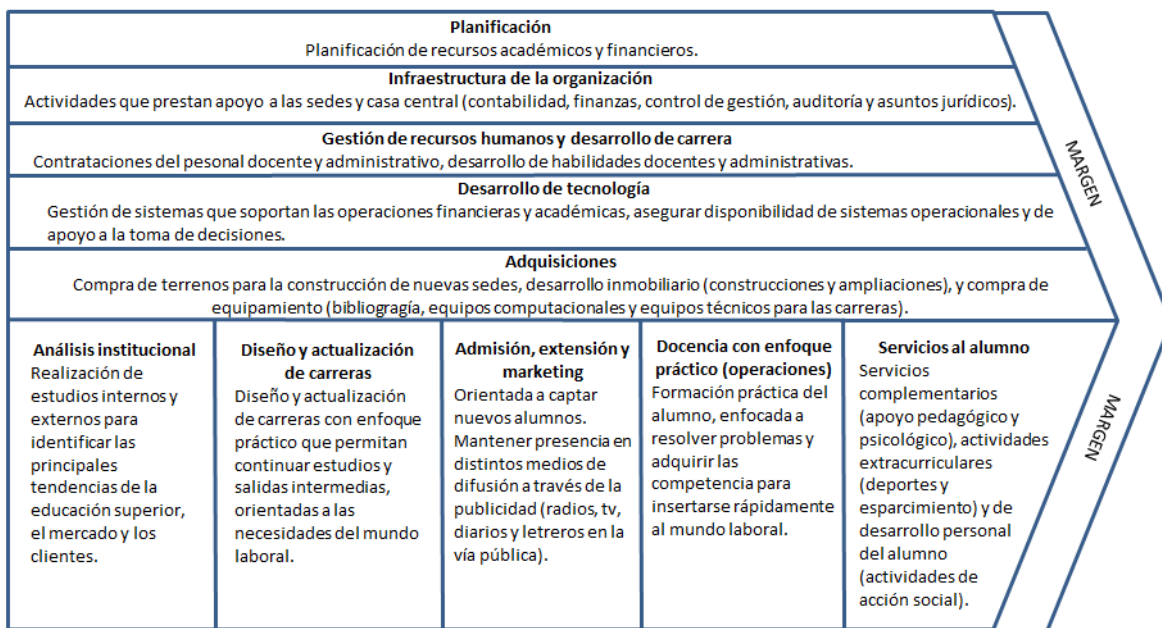 Planificación
Planificación de recursos académicos y financieros.
Infraestructura de la organización
Actividades que prestan apoyo a las sedes y casa central (contabilidad, finanzas, control de gestión, auditoría y asuntos jurídicos).
Gestión de recursos humanos y desarrollo de carrera
Contrataciones del pesonal docente y administrativo, desarrollo de habilidades docentes y administrativas.
Desarrollo de tecnología
Gestión de sistemas que soportan las operaciones financieras y académicas, asegurar disponibilidad de sistemas operacionales y de
apoyo a la toma de decisiones.
Adquisiciones
Compra de terrenos para la construcción de nuevas sedes, desarrollo inmobiliario (construcciones y ampliaciones), y compra de
equipamiento (bibliogragía, equipos computacionales y equipos técnicos para las carreras).
MARGEN
Análisis institucional
Realización de
estudios internos y
externos para
identificar las
principales
tendencias de la
educación superior,
el mercado y los
clientes.
Diseño y actualización
de carreras
Diseño y actualización
de carreras con enfoque
práctico que permitan
continuar estudios y
salidas intermedias,
orientadas a las
necesidades del mundo
laboral.
Admisión, extensión y
marketing
Orientada a captar
nuevos alumnos.
Mantener presencia en
distintos medios de
difusión a través de la
publicidad (radios, tv,
diarios y letreros en la
vía pública).
Docencia con enfoque
práctico (operaciones)
Formación práctica del
alumno, enfocada a
resolver problemas y
adquirir las
competencia para
insertarse rápidamente
al mundo laboral.
Servicios al alumno
Servicios
complementarios
(apoyo pedagógico y
psicológico), actividades
extracurriculares
(deportes y
esparcimiento) y de
desarrollo personal
del alumno
(actividades de
acción social).
MARGEN